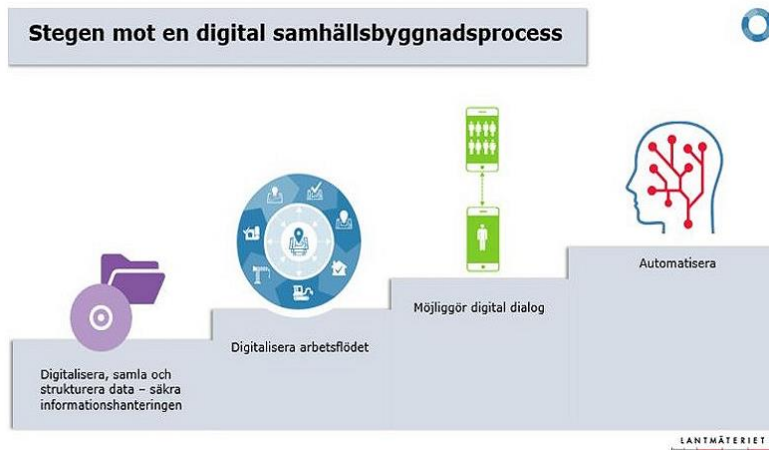 Stegen mot en digital samhällsbyggnadsprocess
Digitalisera, samla och
strukturera data – säkra
informationshanteringen
Digitalisera arbetsflödet
Möjliggör digital dialog
Automatisera
LANTMÄTERIET